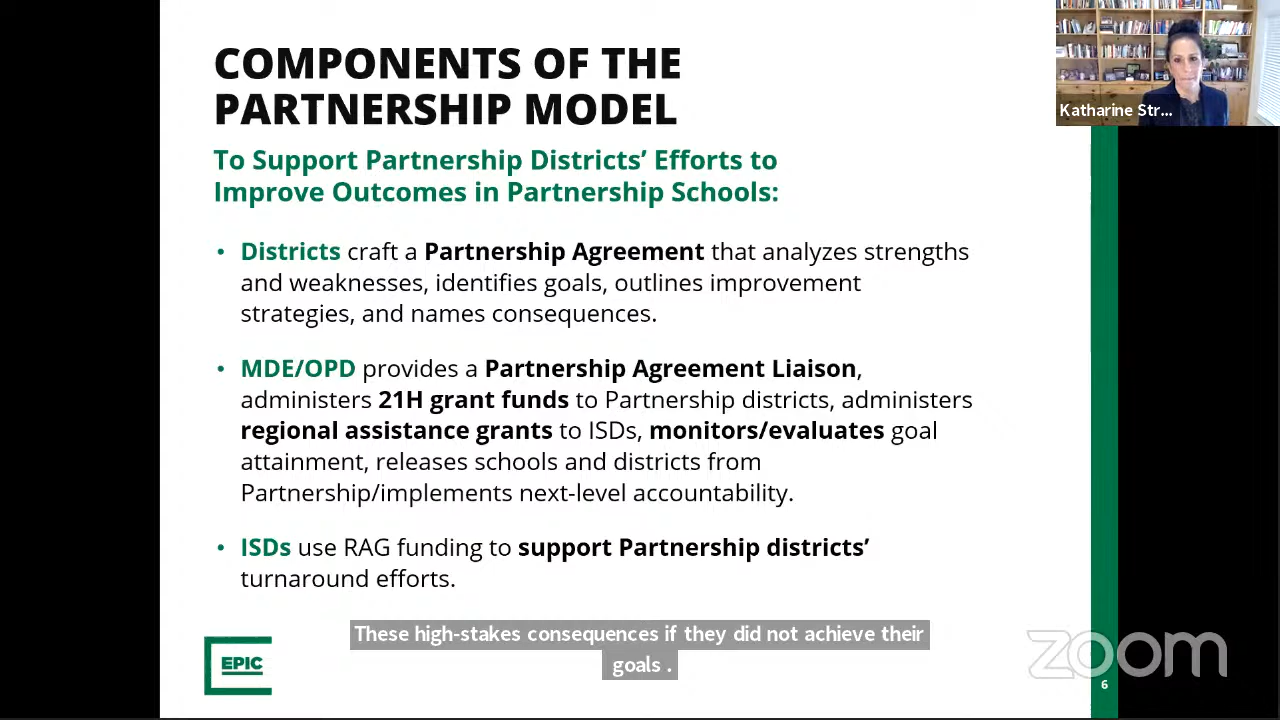 COMPONENTS OF THE
PARTNERSHIP MODEL
To Support Partnership Districts’ Efforts to
Improve Outcomes in Partnership Schools:
• Districts craft a Partnership Agreement that analyzes strengths
and weaknesses, identifies goals, outlines improvement
strategies, and names consequences.
• MDE/OPD provides a Partnership Agreement Liaison,
administers 21H grant funds to Partnership districts, administers
regional assistance grants to ISDs, monitors/evaluates goal
attainment, releases schools and districts from
Partnership/implements next-level accountability.
• ISDs use RAG funding to support Partnership districts’
turnaround efforts.
These high-stakes consequences if they did not achieve their
goals .
EPIC
Katharine Str...
zoom
6